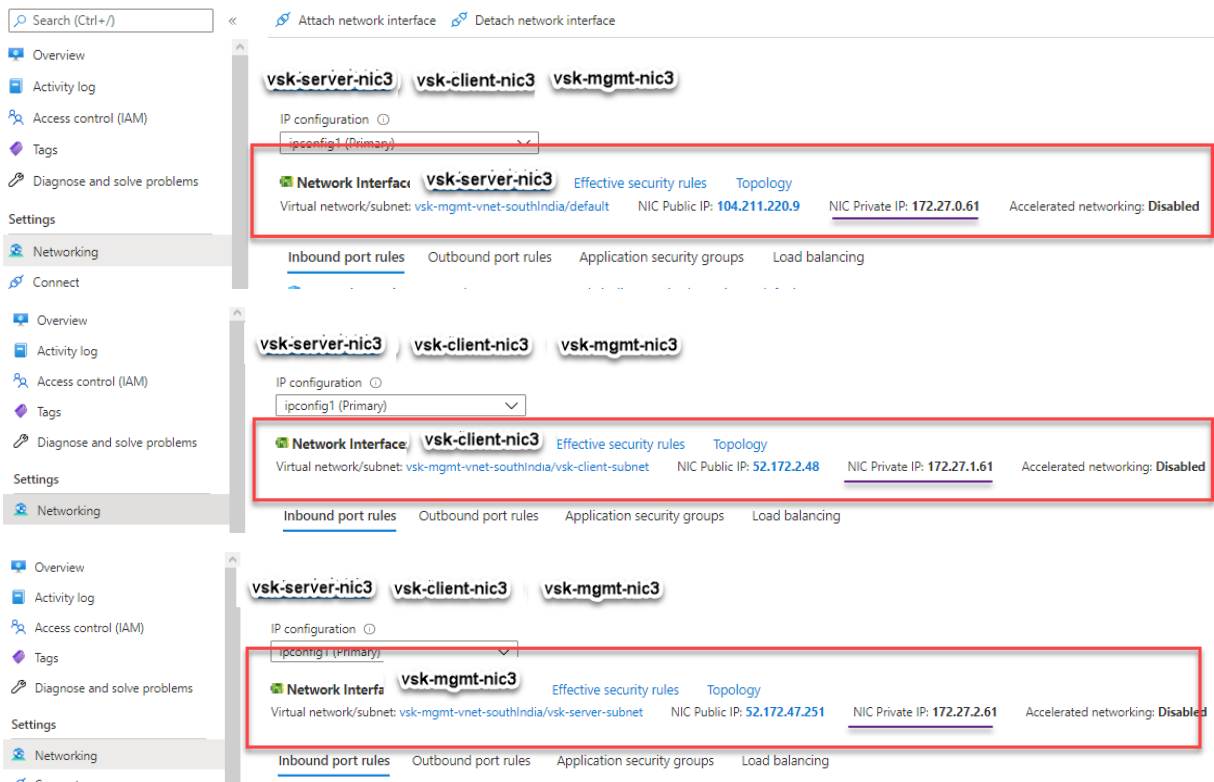 Search (Ctrl+/)
«
Attach network interface Detach network interface
Overview
Activity log
Access control (IAM)
Tags
Diagnose and solve problems
Settings
Networking
Connect
vsk-server-nic3 vsk-client-nic3 vsk-mgmt-nic3
IP configuration
ipconfig1 (Primary)
Network Interface vsk-server-nic3 Effective security rules Topology
Virtual network/subnet: vsk-mgmt-vnet-southIndia/default NIC Public IP: 104.211.220.9 NIC Private IP: 172.27.0.61 Accelerated networking: Disabled
Inbound port rules Outbound port rules Application security groups Load balancing
Overview
Activity log
Access control (IAM)
Tags
Diagnose and solve problems
Settings
Networking
vsk-server-nic3 vsk-client-nic3 vsk-mgmt-nic3
IP configuration
ipconfig1 (Primary)
Network Interface: vsk-client-nic3 Effective security rules Topology
Virtual network/subnet: vsk-mgmt-vnet-southIndia/vsk-client-subnet NIC Public IP: 52.172.2.48 NIC Private IP: 172.27.1.61 Accelerated networking: Disabled
Inbound port rules Outbound port rules Application security groups Load balancing
Overview
Activity log
Access control (IAM)
Tags
Diagnose and solve problems
Settings
Networking
vsk-server-nic3 vsk-client-nic3 vsk-mgmt-nic3
IP configuration
ipconfig1 (Primary)
Network Interfa vsk-mgmt-nic3 Effective security rules Topology
Virtual network/subnet: vsk-mgmt-vnet-southIndia/vsk-server-subnet NIC Public IP: 52.172.47.251 NIC Private IP: 172.27.2.61 Accelerated networking: Disabled
Inbound port rules Outbound port rules Application security groups Load balancing